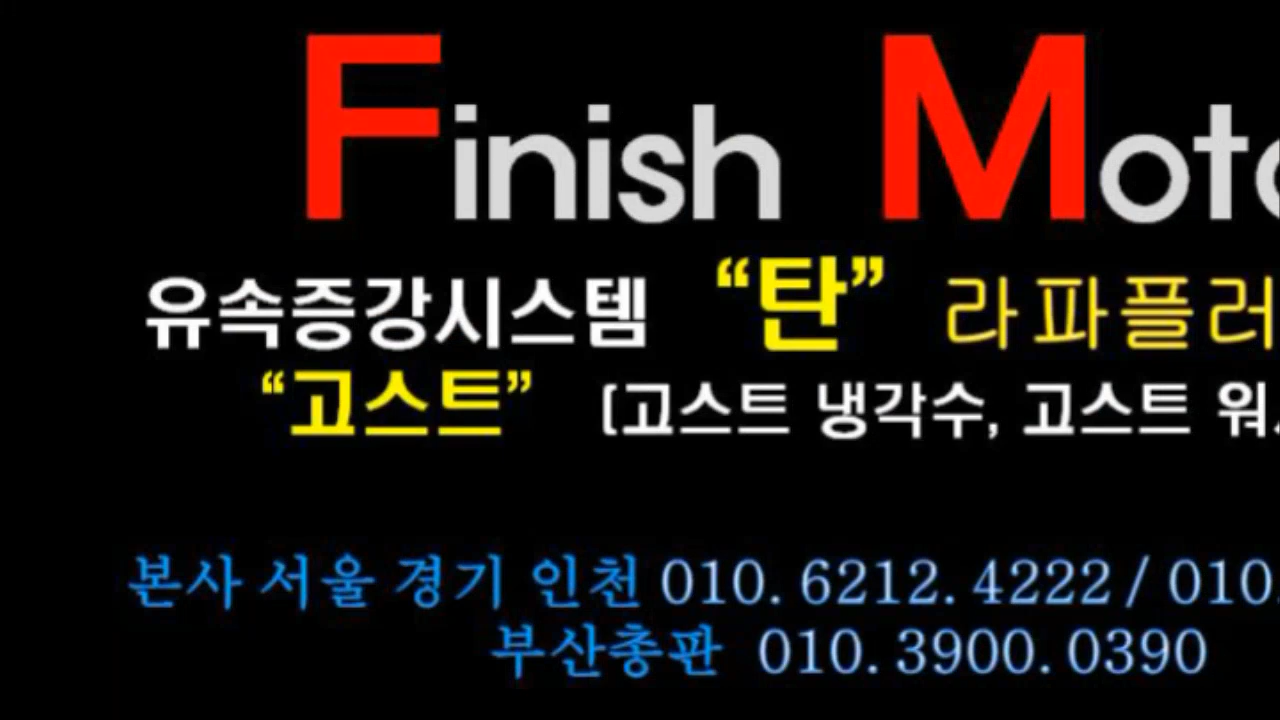 Finish Moto
유속증강시스템 “탄” 라파플러
“고스트” [고스트 냉각수, 고스트 워
본사 서울 경기 인천 010. 6212. 4222 / 010.
부산총판 010. 3900. 0390